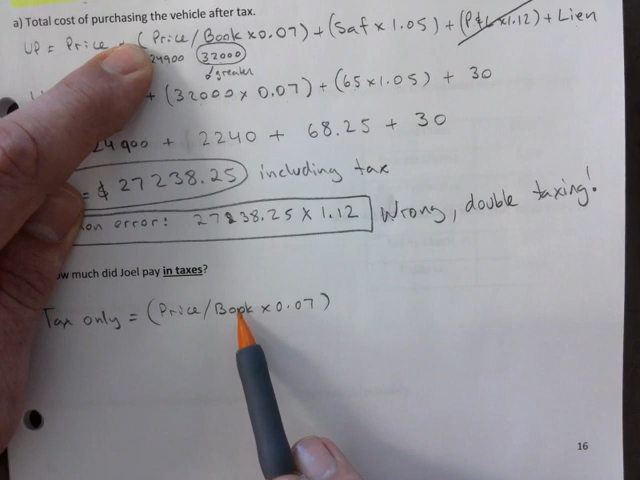 a) Total cost of purchasing the vehicle after tax.
UP = Price + (Price/Book x 0.07) + (Saf x 1.05) + (P&L x 1.12) + Lien
24900 32000
greater
+ (32000 x 0.07) + (65 x 1.05) + 30
24900 + 2240 + 68.25 + 30
= $27238.25 including tax
on error: 27238.25 x 1.12 Wrong, double taxing!
ow much did Joel pay in taxes?
Tax only = (Price/Book x 0.07)
16